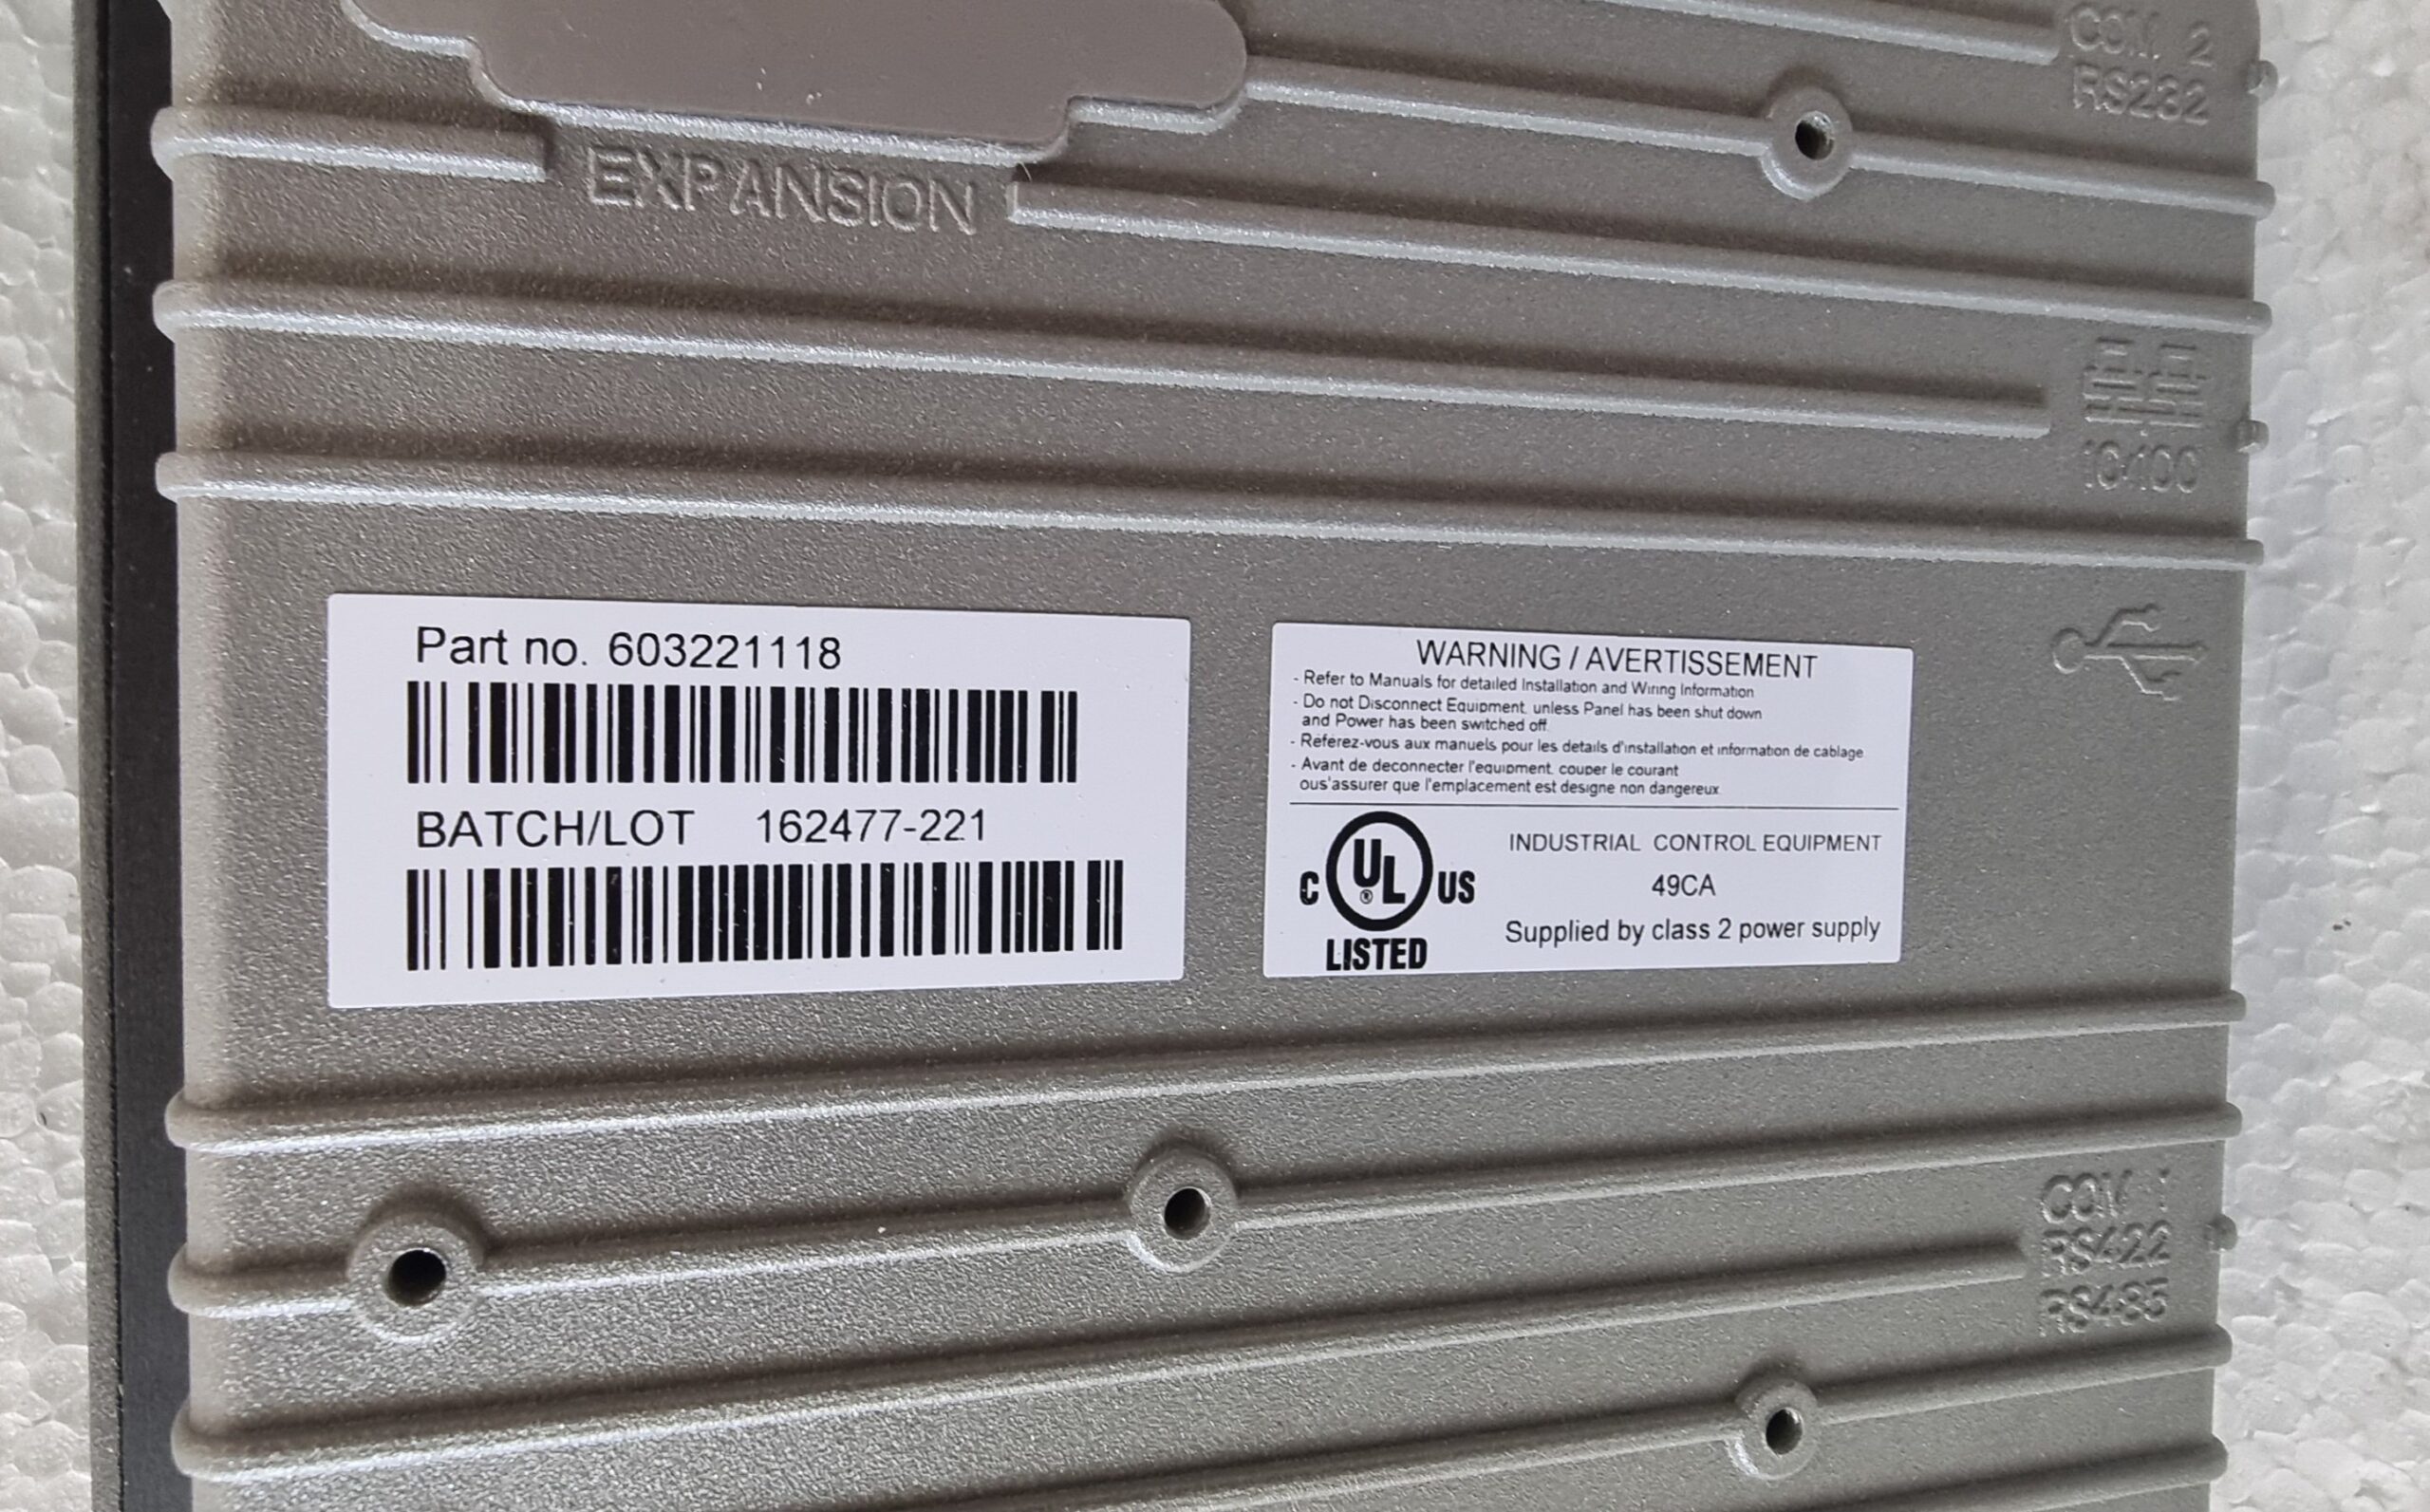 COM 2
RS232
EXPANSION
10/100
Part no. 603221118
BATCH/LOT 162477-221
WARNING / AVERTISSEMENT
- Refer to Manuals for detailed Installation and Wiring Information
- Do not Disconnect Equipment, unless Panel has been shut down
and Power has been switched off.
- Réferez-vous aux manuels pour les details d'installation et information de cablage.
- Avant de deconnecter l'equipment, couper le courant
ous'assurer que l'emplacement est designe non dangereux.
C UL ® US
LISTED
INDUSTRIAL CONTROL EQUIPMENT
49CA
Supplied by class 2 power supply
COM 1
RS422
RS485